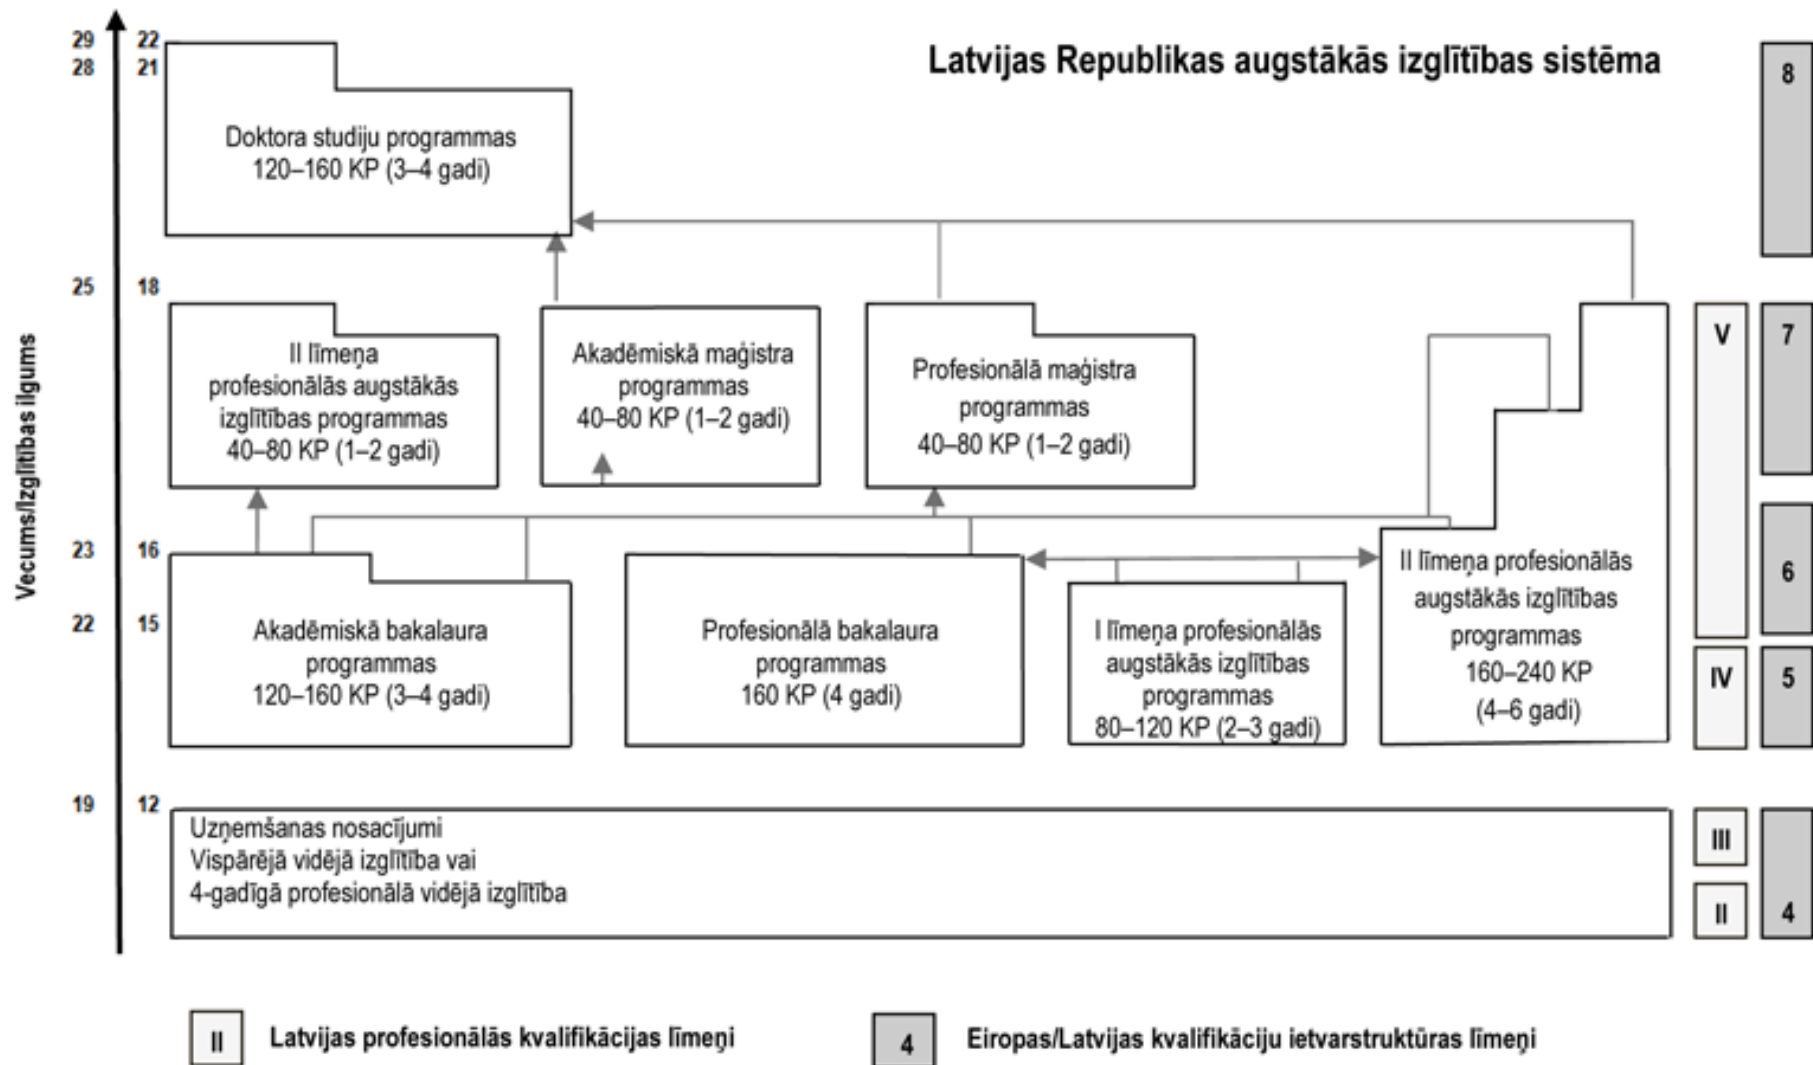 Latvijas Republikas augstākās izglītības sistēma
29 22
28 21
8
Doktora studiju programmas
120–160 KP (3–4 gadi)
25 18
Vecums/Izglītības ilgums
II līmeņa
profesionālās augstākās
izglītības programmas
40–80 KP (1–2 gadi)
Akadēmiskā maģistra
programmas
40–80 KP (1–2 gadi)
Profesionālā maģistra
programmas
40–80 KP (1–2 gadi)
V
7
23 16
22 15
Akadēmiskā bakalaura
programmas
120–160 KP (3–4 gadi)
Profesionālā bakalaura
programmas
160 KP (4 gadi)
I līmeņa profesionālās
augstākās izglītības
programmas
80–120 KP (2–3 gadi)
II līmeņa profesionālās
augstākās izglītības
programmas
160–240 KP
(4–6 gadi)
6
IV
5
19 12
Uzņemšanas nosacījumi
Vispārējā vidējā izglītība vai
4-gadīgā profesionālā vidējā izglītība
III
II
4
II Latvijas profesionālās kvalifikācijas līmeņi
4 Eiropas/Latvijas kvalifikāciju ietvarstruktūras līmeņi